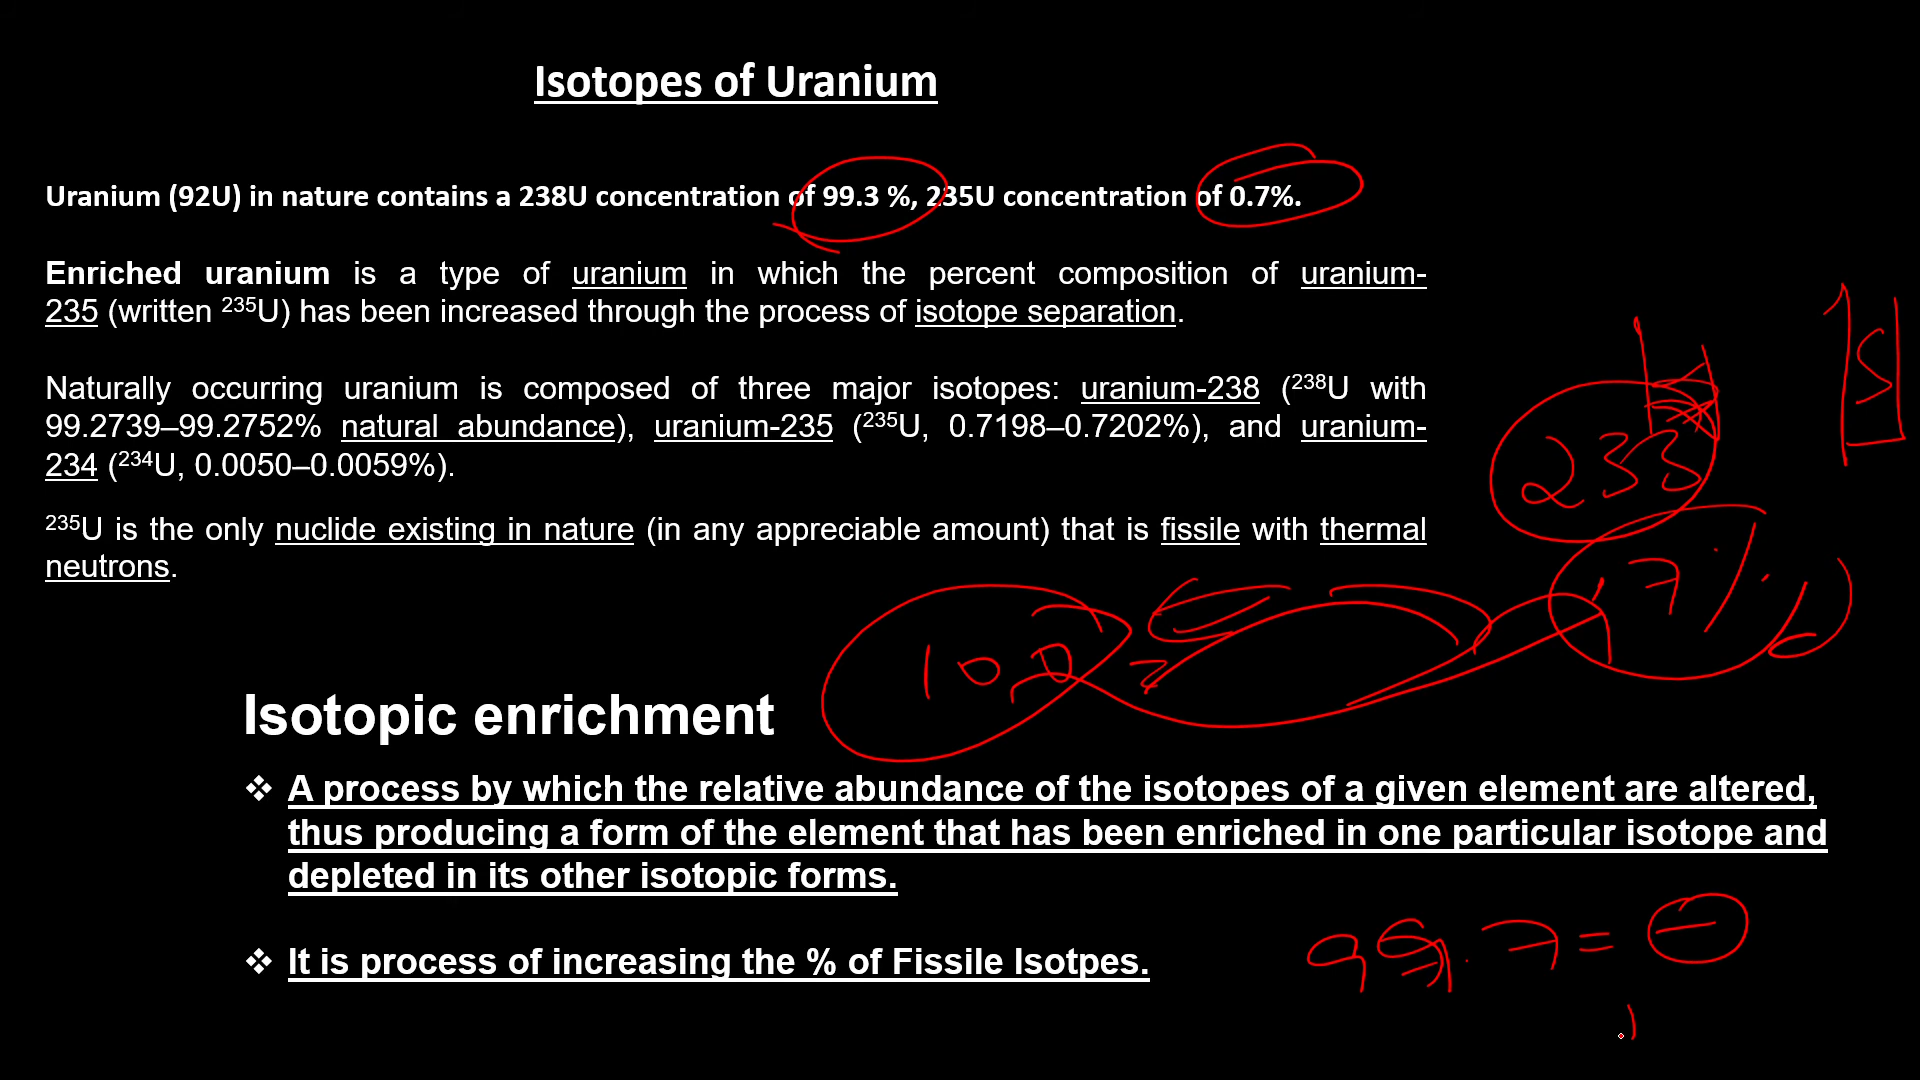 Isotopes of Uranium
Uranium (92U) in nature contains a 238U concentration of 99.3 %, 235U concentration of 0.7%.
Enriched uranium is a type of uranium in which the percent composition of uranium-
235 (written ²³⁵U) has been increased through the process of isotope separation.
Naturally occurring uranium is composed of three major isotopes: uranium-238 (²³⁸U with
99.2739–99.2752% natural abundance), uranium-235 (²³⁵U, 0.7198–0.7202%), and uranium-
234 (²³⁴U, 0.0050–0.0059%).
233
²³⁵U is the only nuclide existing in nature (in any appreciable amount) that is fissile with thermal
neutrons.
.7%
100
Isotopic enrichment
❖ A process by which the relative abundance of the isotopes of a given element are altered,
thus producing a form of the element that has been enriched in one particular isotope and
depleted in its other isotopic forms.
❖ It is process of increasing the % of Fissile Isotpes.
99.7 =